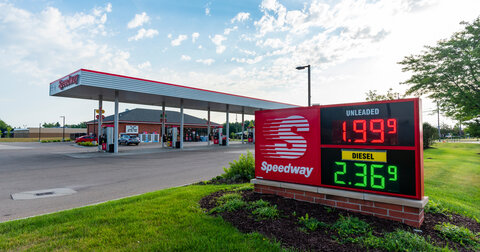 Speedway
S
Speedway
UNLEADED
1.99 9
DIESEL
2.36 9